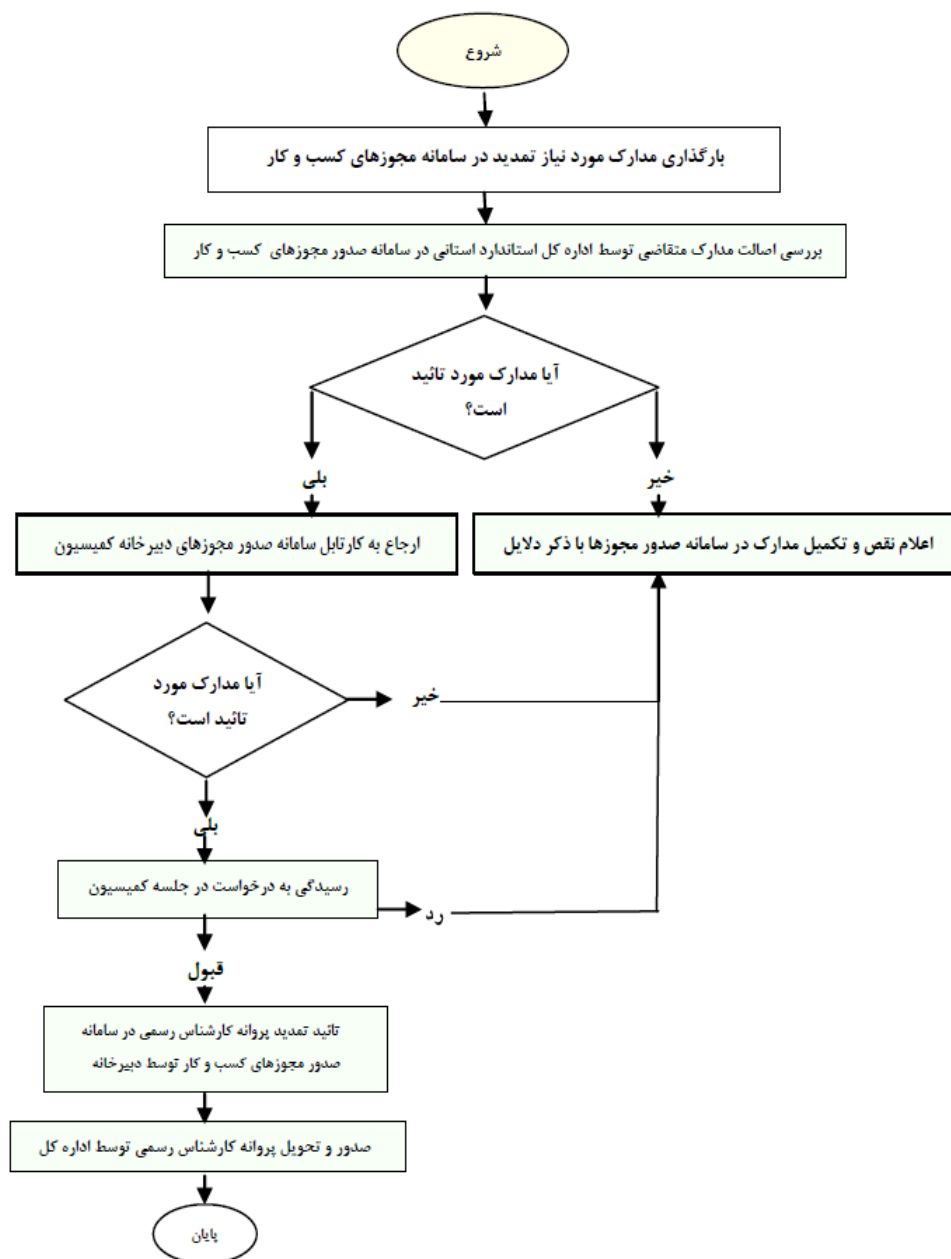 شروع
بارگذاری مدارک مورد نیاز تمدید در سامانه مجوزهای کسب و کار
بررسی اصالت مدارک متقاضی توسط اداره کل استاندارد استانی در سامانه صدور مجوزهای کسب و کار
آیا مدارک مورد تائید
است؟
بلی
خیر
ارجاع به کارتابل سامانه صدور مجوزهای دبیرخانه کمیسیون
اعلام نقص و تکمیل مدارک در سامانه صدور مجوزها با ذکر دلایل
آیا مدارک مورد
تائید است؟
خیر
بلی
رسیدگی به درخواست در جلسه کمیسیون
رد
قبول
تائید تمدید پروانه کارشناس رسمی در سامانه
صدور مجوزهای کسب و کار توسط دبیرخانه
صدور و تحویل پروانه کارشناس رسمی توسط اداره کل
پایان